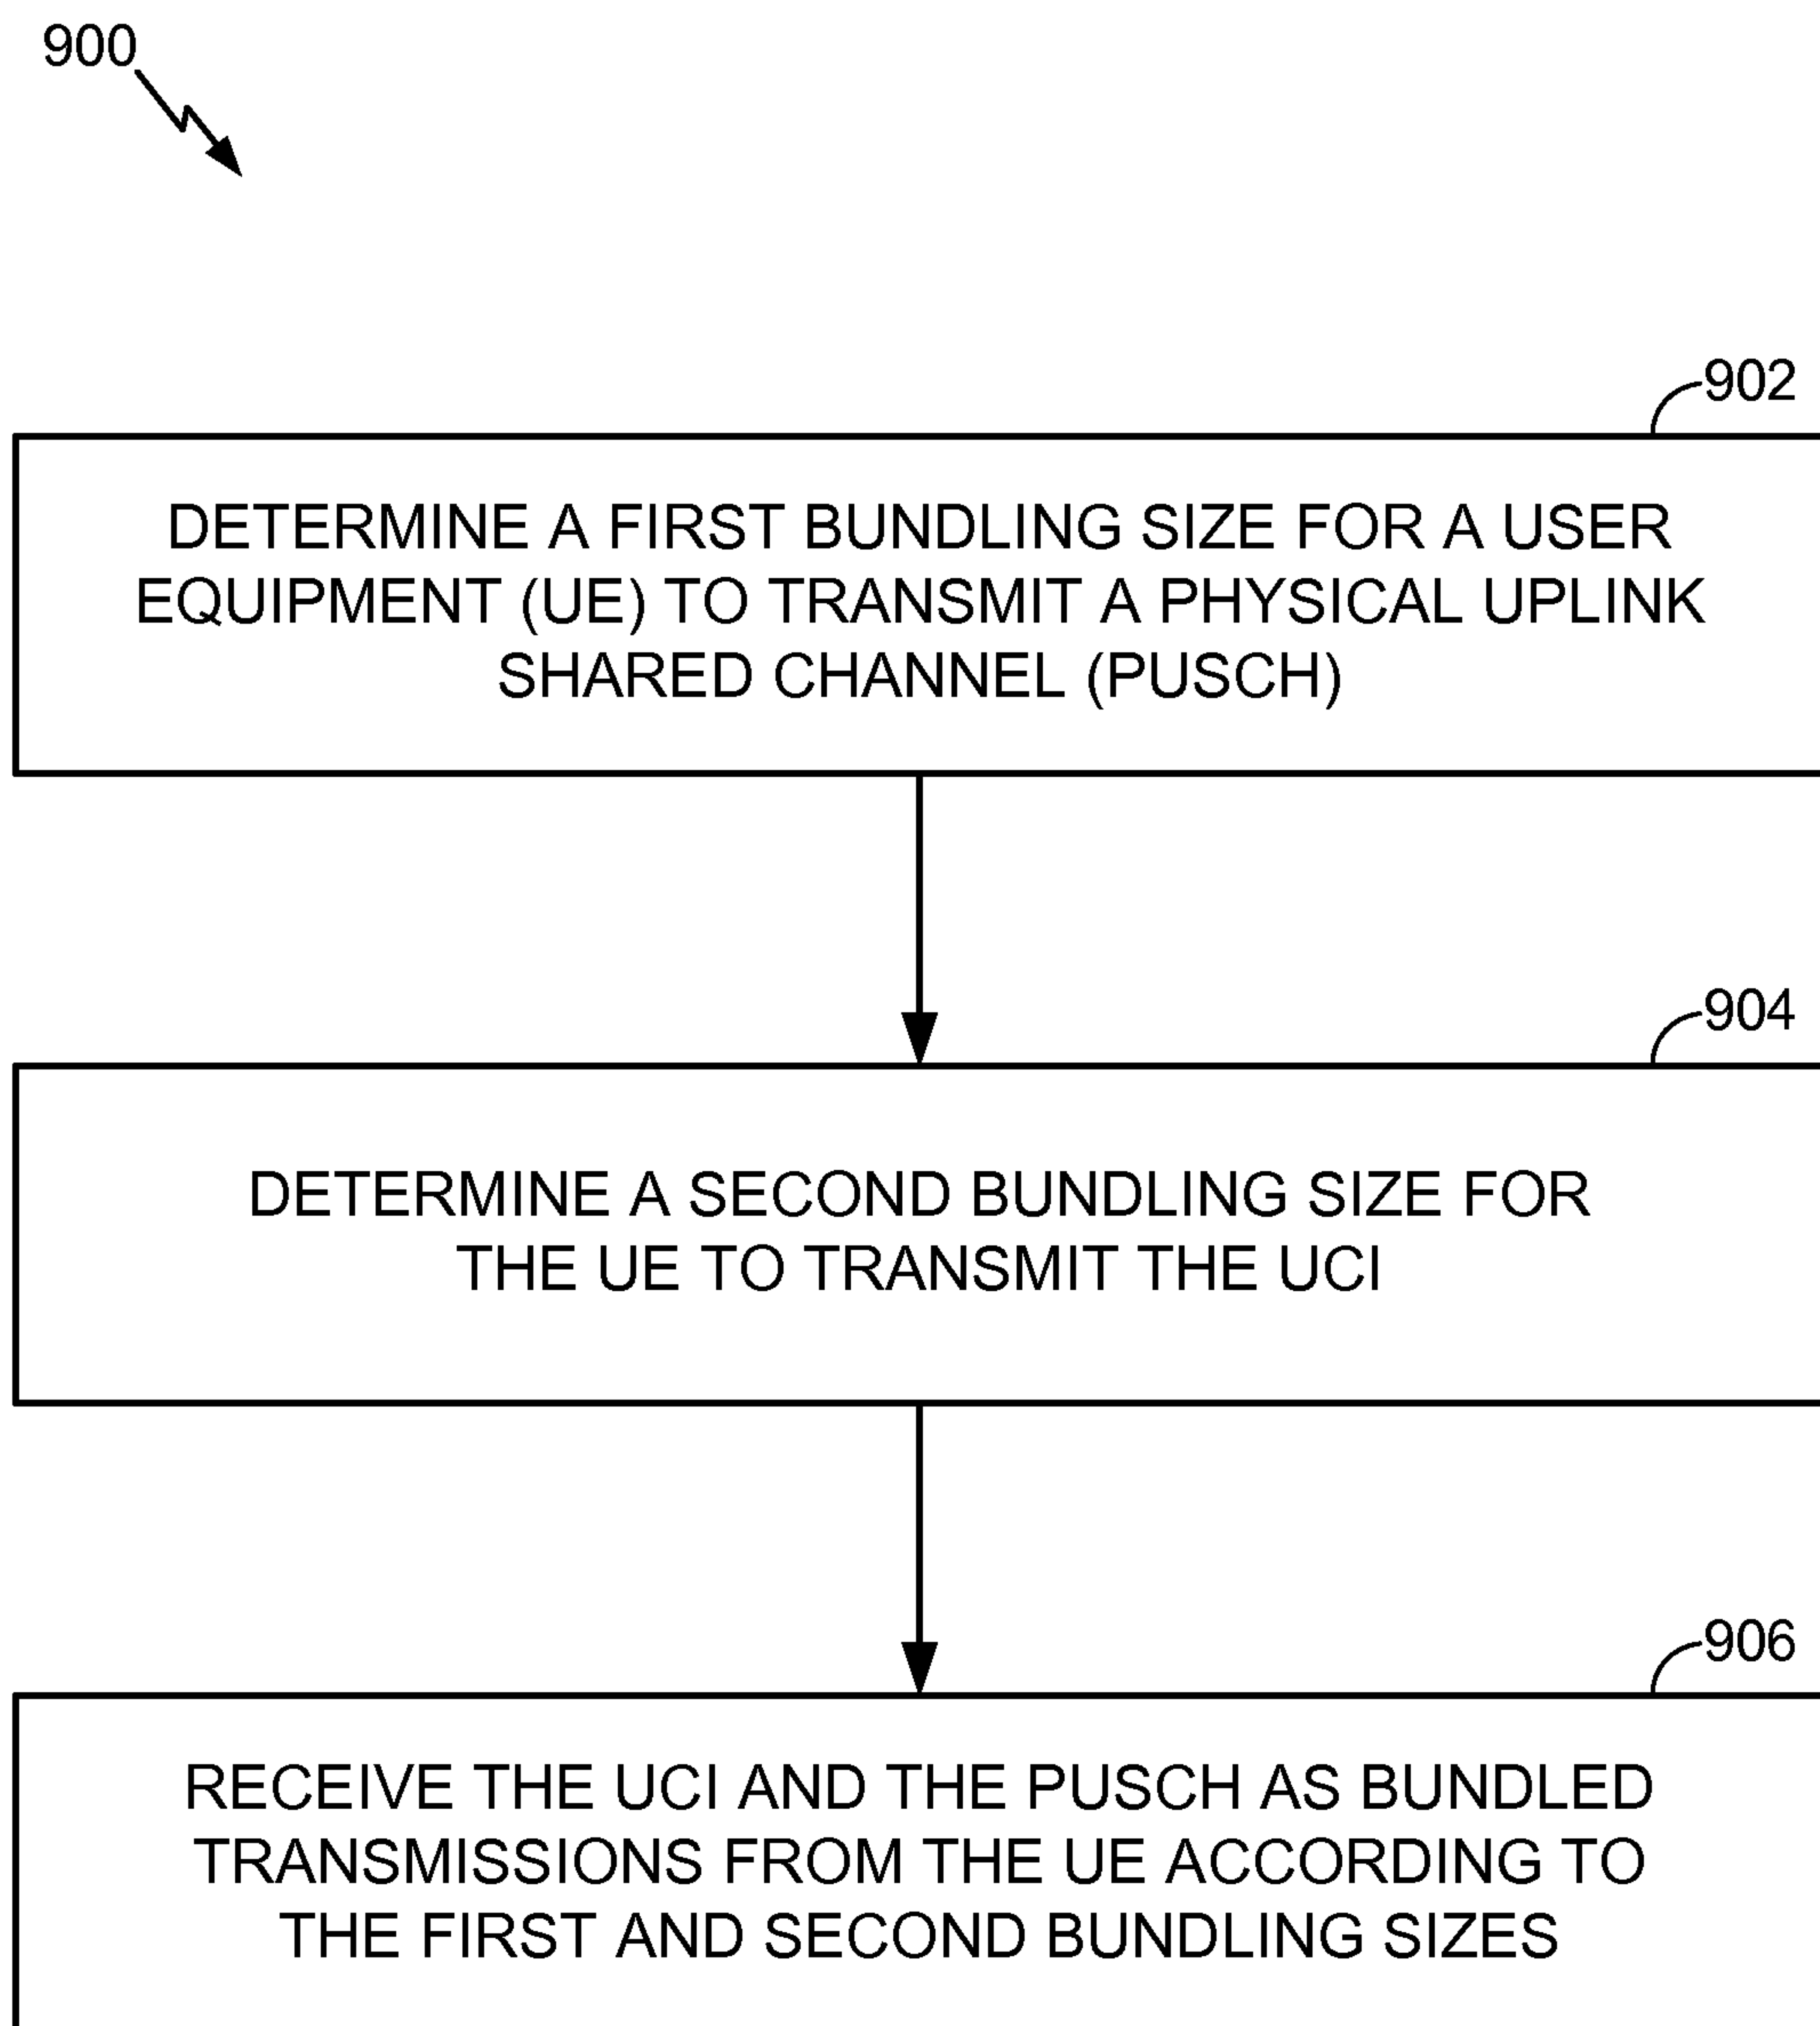 900
902
DETERMINE A FIRST BUNDLING SIZE FOR A USER
EQUIPMENT (UE) TO TRANSMIT A PHYSICAL UPLINK
SHARED CHANNEL (PUSCH)
904
DETERMINE A SECOND BUNDLING SIZE FOR
THE UE TO TRANSMIT THE UCI
906
RECEIVE THE UCI AND THE PUSCH AS BUNDLED
TRANSMISSIONS FROM THE UE ACCORDING TO
THE FIRST AND SECOND BUNDLING SIZES